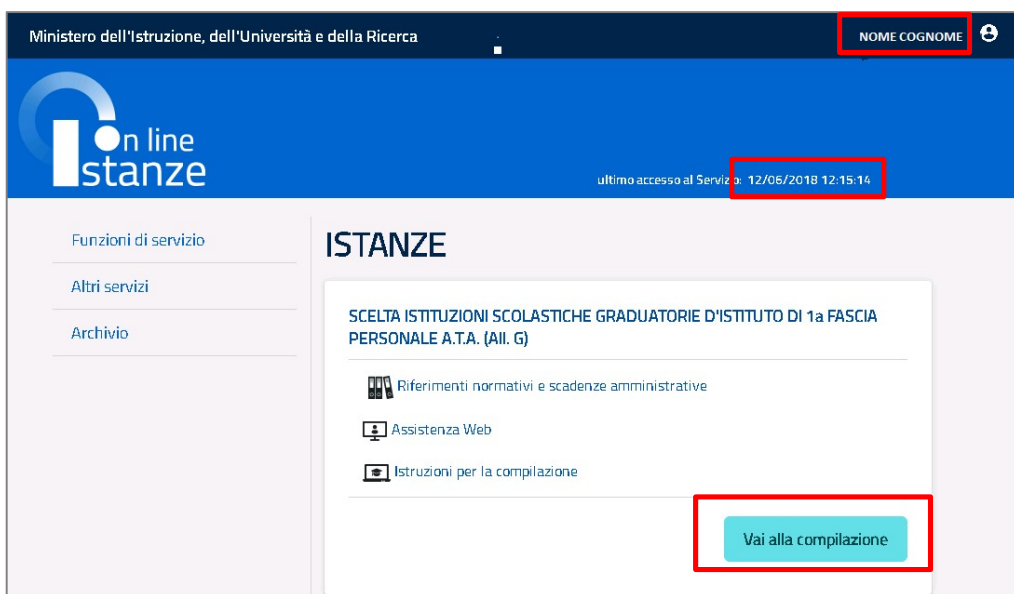 Ministero dell'Istruzione, dell'Università e della Ricerca
NOME COGNOME
on line
Istanze
ultimo accesso al Servizio: 12/06/2018 12:15:14
Funzioni di servizio
Altri servizi
Archivio
ISTANZE
SCELTA ISTITUZIONI SCOLASTICHE GRADUATORIE D'ISTITUTO DI 1a FASCIA
PERSONALE A.T.A. (All. G)
Riferimenti normativi e scadenze amministrative
Assistenza Web
Istruzioni per la compilazione
Vai alla compilazione